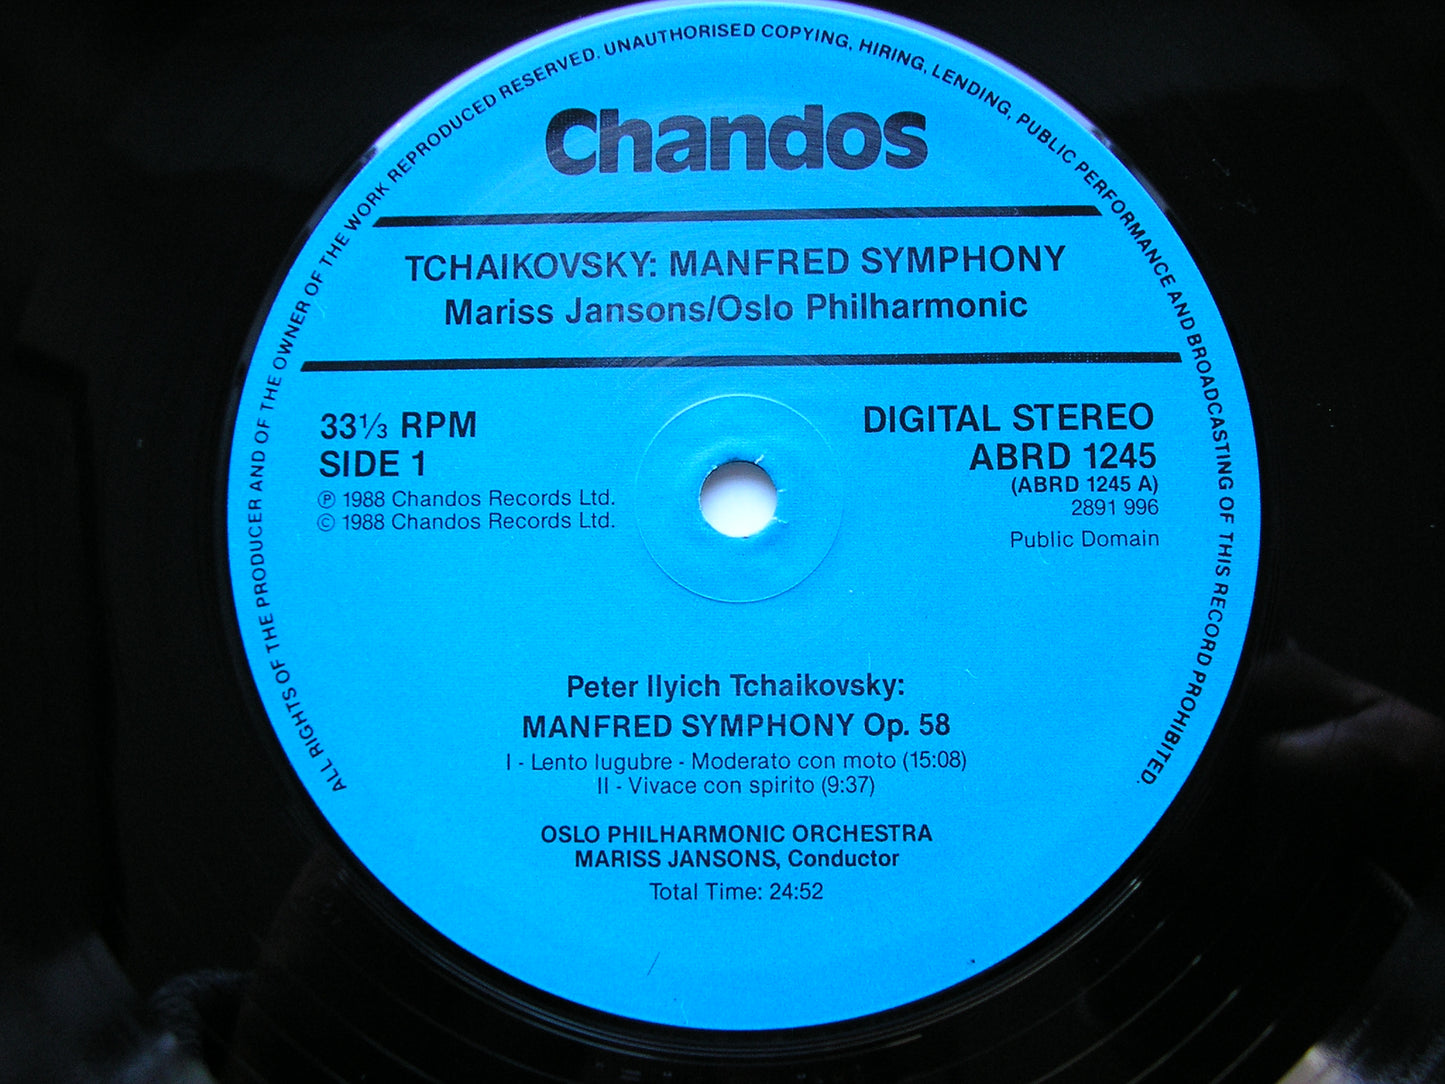 ALL RIGHTS OF THE PRODUCER AND OF THE OWNER OF THE WORK REPRODUCED RESERVED. UNAUTHORISED COPYING, HIRING, LENDING, PUBLIC PERFORMANCE AND BROADCASTING OF THIS RECORD PROHIBITED.
Chandos
TCHAIKOVSKY: MANFRED SYMPHONY
Mariss Jansons/Oslo Philharmonic
33⅓ RPM
SIDE 1
℗ 1988 Chandos Records Ltd.
© 1988 Chandos Records Ltd.
DIGITAL STEREO
ABRD 1245
(ABRD 1245 A)
2891 996
Public Domain
Peter Ilyich Tchaikovsky:
MANFRED SYMPHONY Op. 58
I - Lento lugubre - Moderato con moto (15:08)
II - Vivace con spirito (9:37)
OSLO PHILHARMONIC ORCHESTRA
MARISS JANSONS, Conductor
Total Time: 24:52